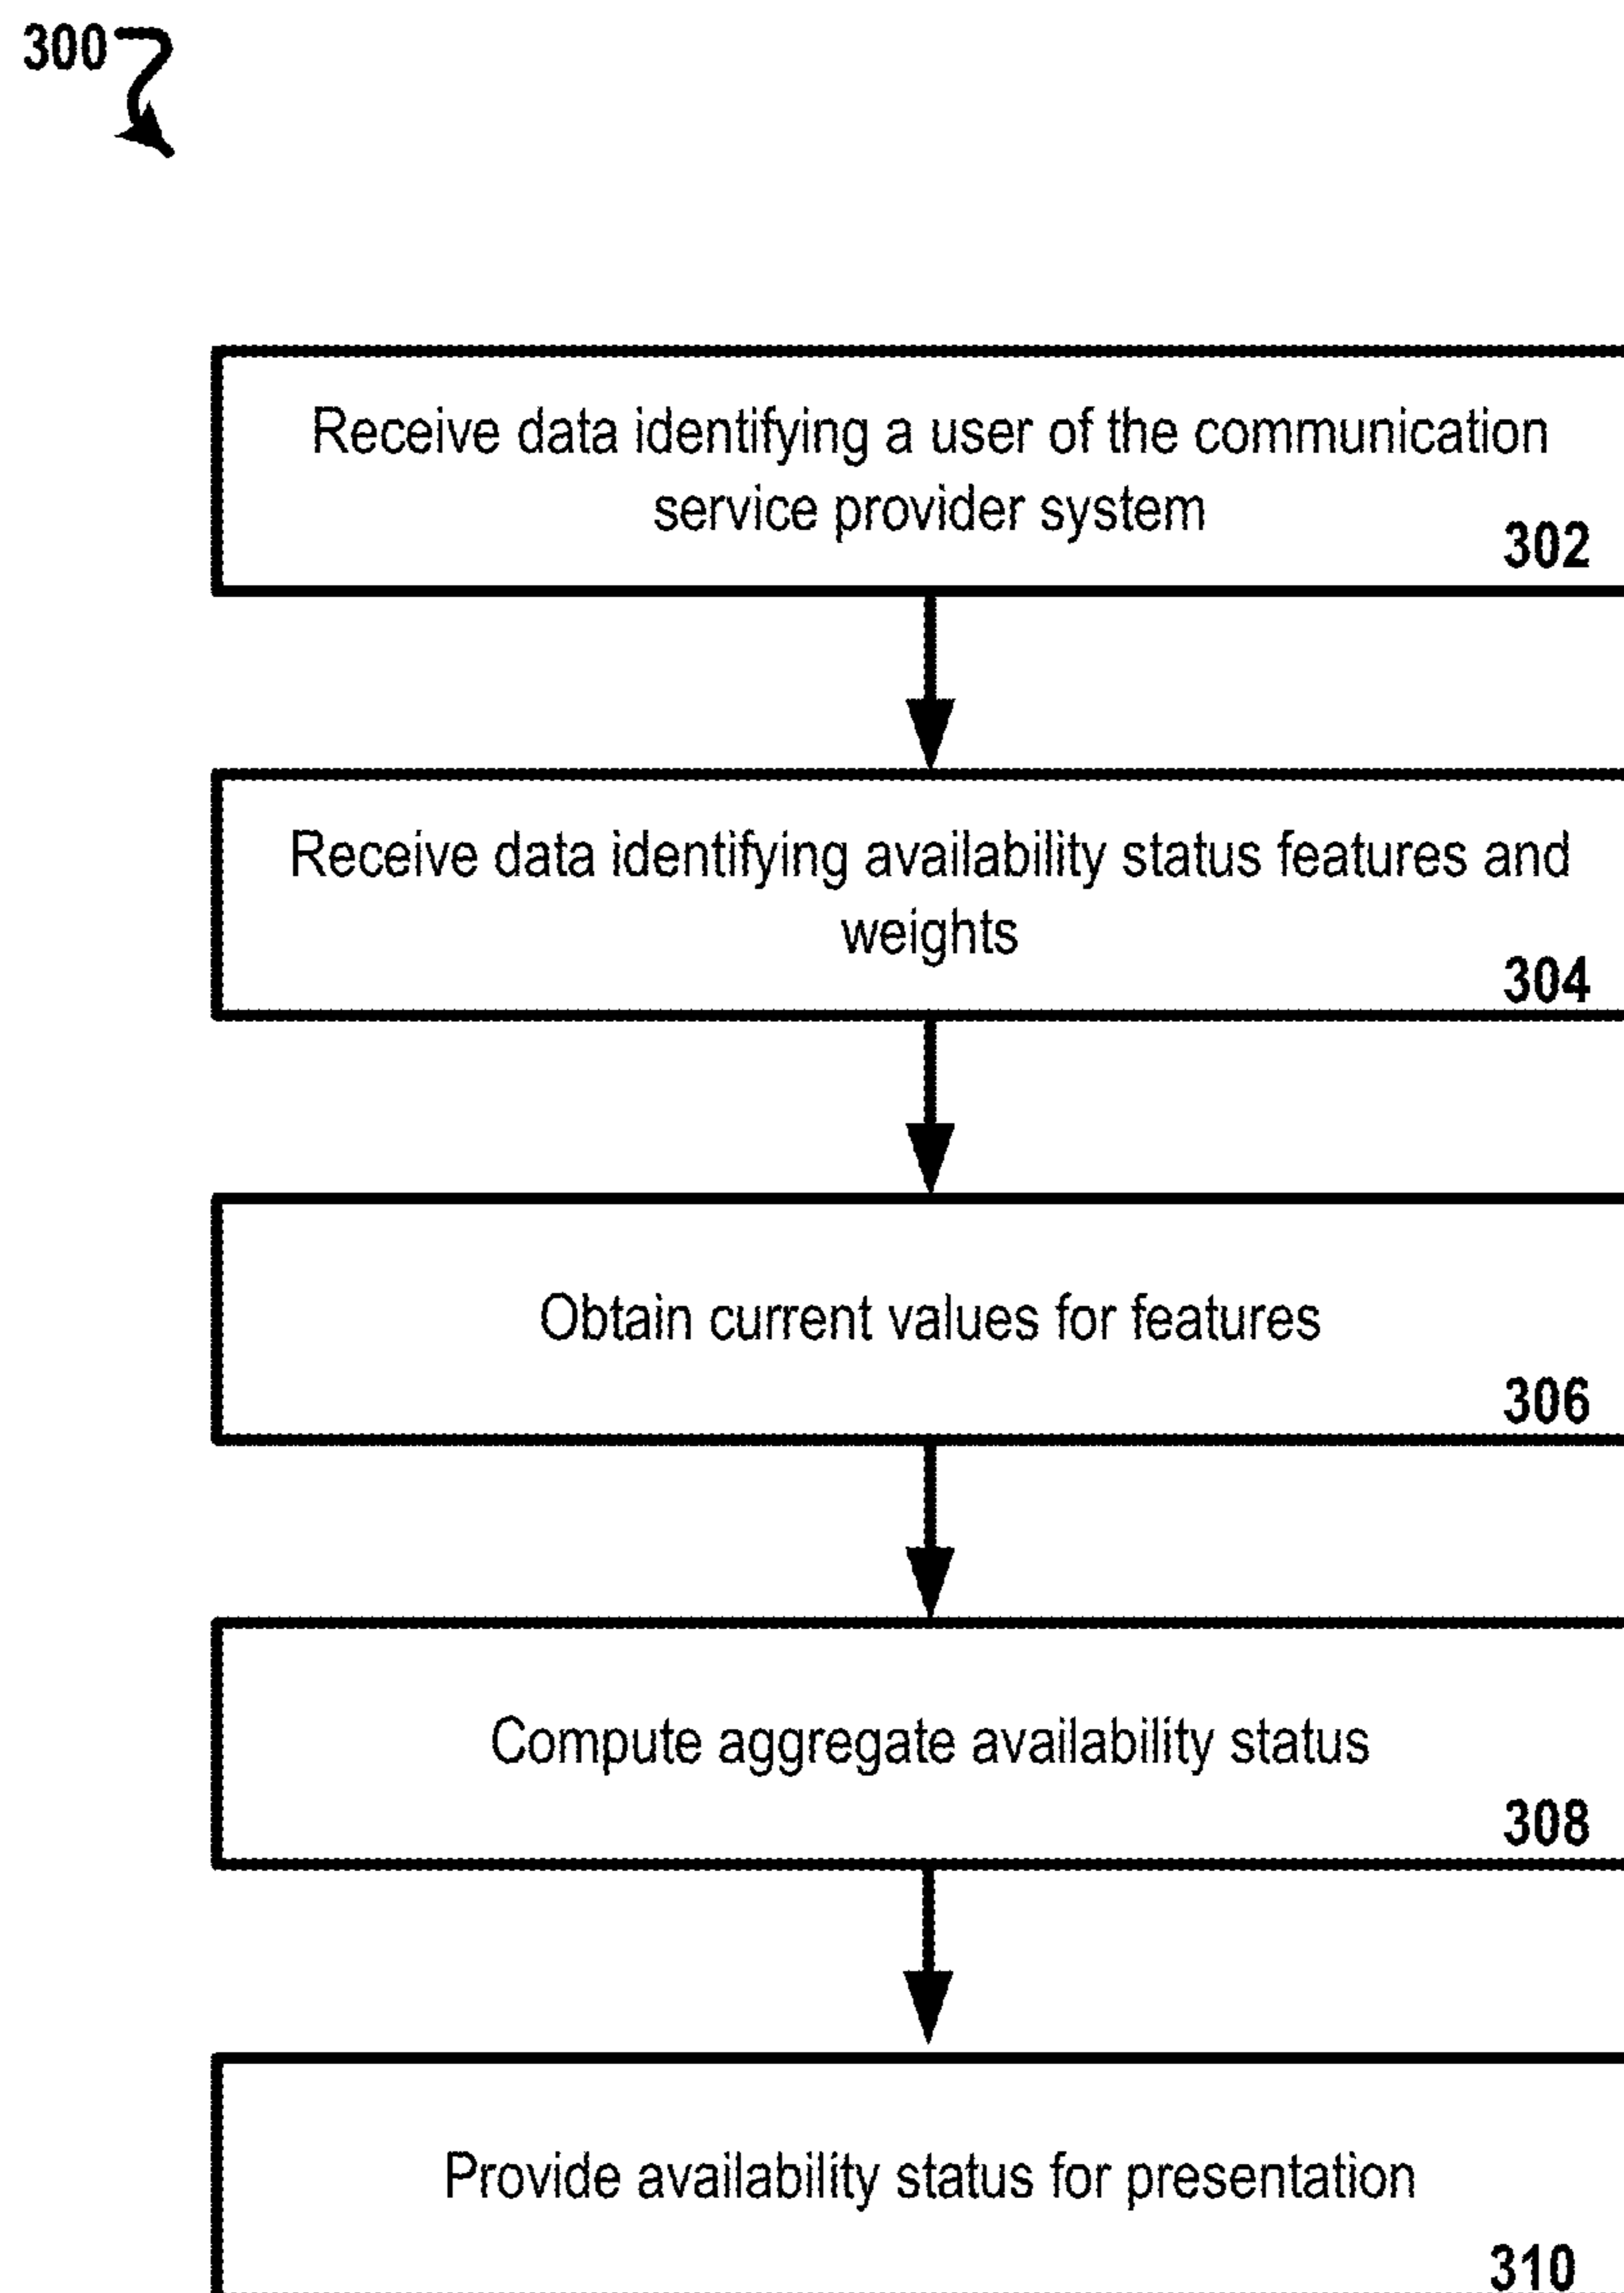 300
Receive data identifying a user of the communication
service provider system
302
Receive data identifying availability status features and
weights
304
Obtain current values for features
306
Compute aggregate availability status
308
Provide availability status for presentation
310